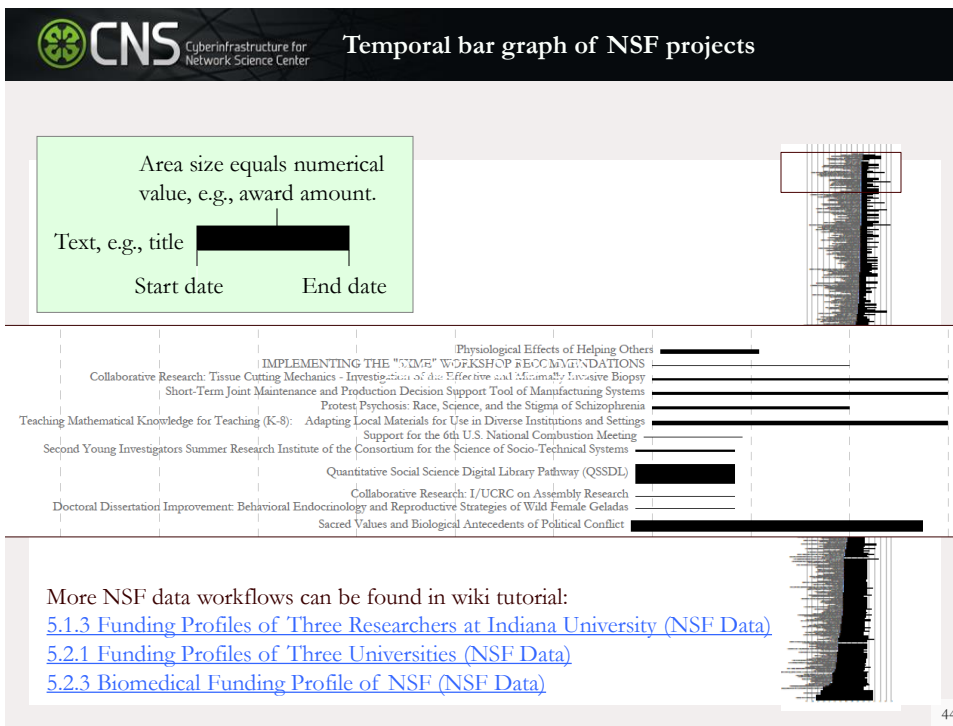 CNS Cyberinfrastructure for
Network Science Center
Temporal bar graph of NSF projects
Area size equals numerical
value, e.g., award amount.
Text, e.g., title
Start date End date
Physiological Effects of Helping Others
IMPLEMENTING THE WORKSHOP RECOMMENDATIONS
Collaborative Research: Tissue Cutting Mechanics - Investigation of the Effective and Minimally Invasive Biopsy
Short-Term Joint Maintenance and Production Decision Support Tool of Manufacturing Systems
Protest Psychosis: Race, Science, and the Stigma of Schizophrenia
Teaching Mathematical Knowledge for Teaching (K-8): Adapting Local Materials for Use in Diverse Institutions and Settings
Support for the 6th U.S. National Combustion Meeting
Second Young Investigators Summer Research Institute of the Consortium for the Science of Socio-Technical Systems
Quantitative Social Science Digital Library Pathway (QSSDL)
Collaborative Research: I/UCRC on Assembly Research
Doctoral Dissertation Improvement: Behavioral Endocrinology and Reproductive Strategies of Wild Female Geladas
Sacred Values and Biological Antecedents of Political Conflict
More NSF data workflows can be found in wiki tutorial:
5.1.3 Funding Profiles of Three Researchers at Indiana University (NSF Data)
5.2.1 Funding Profiles of Three Universities (NSF Data)
5.2.3 Biomedical Funding Profile of NSF (NSF Data)
44